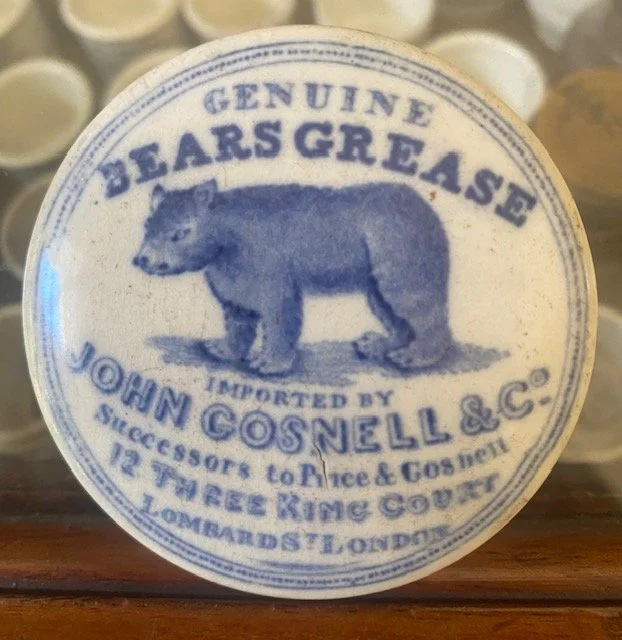 GENUINE
BEARS GREASE
IMPORTED BY
JOHN GOSNELL & Co.
Successors to Price & Gosnell
12 THREE KING COURT
LOMBARD ST LONDON